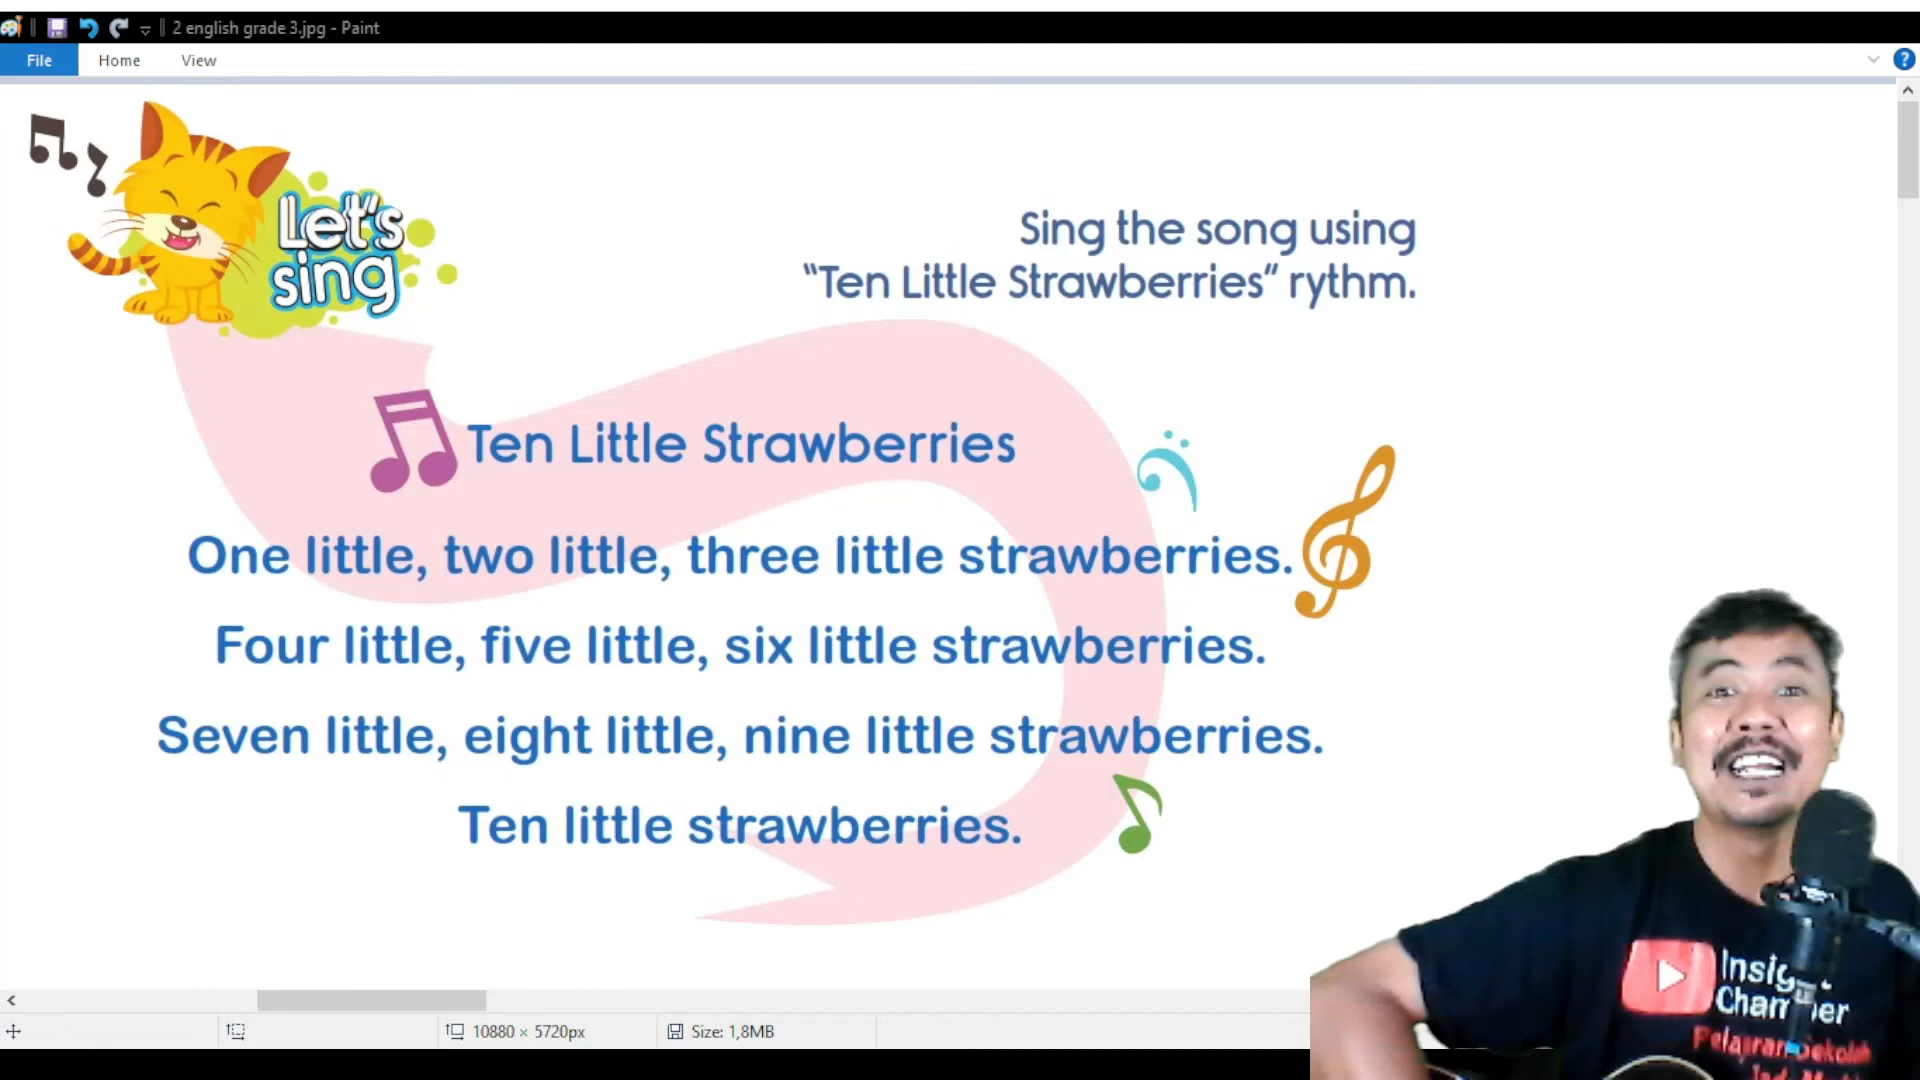 2 english grade 3.jpg - Paint
File Home View
Let's
sing
Sing the song using
“Ten Little Strawberries” rythm.
Ten Little Strawberries
One little, two little, three little strawberries.
Four little, five little, six little strawberries.
Seven little, eight little, nine little strawberries.
Ten little strawberries.
10880 × 5720px
Size: 1,8MB
Pelajaran Sekolah